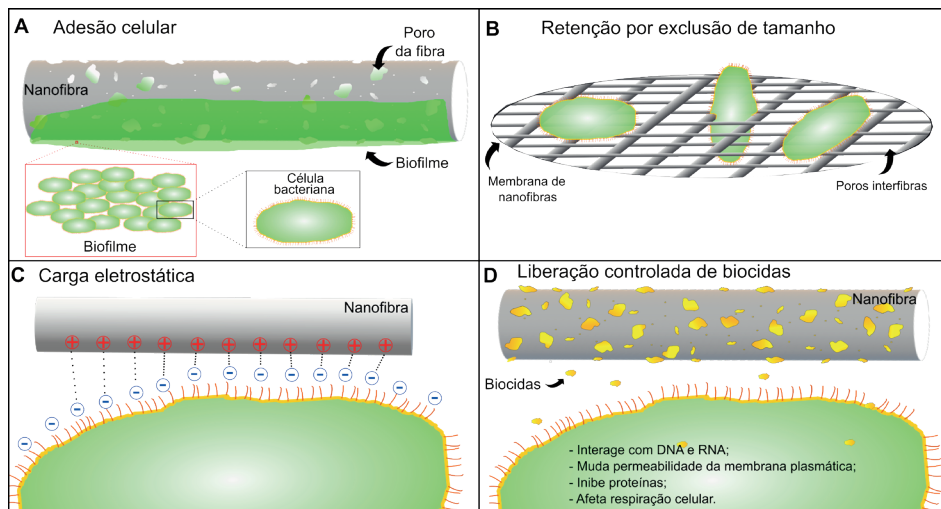 A Adesão celular
Poro
da fibra
Nanofibra
Biofilme
Célula
bacteriana
Biofilme
B Retenção por exclusão de tamanho
Membrana de
nanofibras
Poros interfibras
C Carga eletrostática
Nanofibra
+ + + + + + + + + + +
- - - - - - - - - - - - -
D Liberação controlada de biocidas
Nanofibra
Biocidas
- Interage com DNA e RNA;
- Muda permeabilidade da membrana plasmática;
- Inibe proteínas;
- Afeta respiração celular.